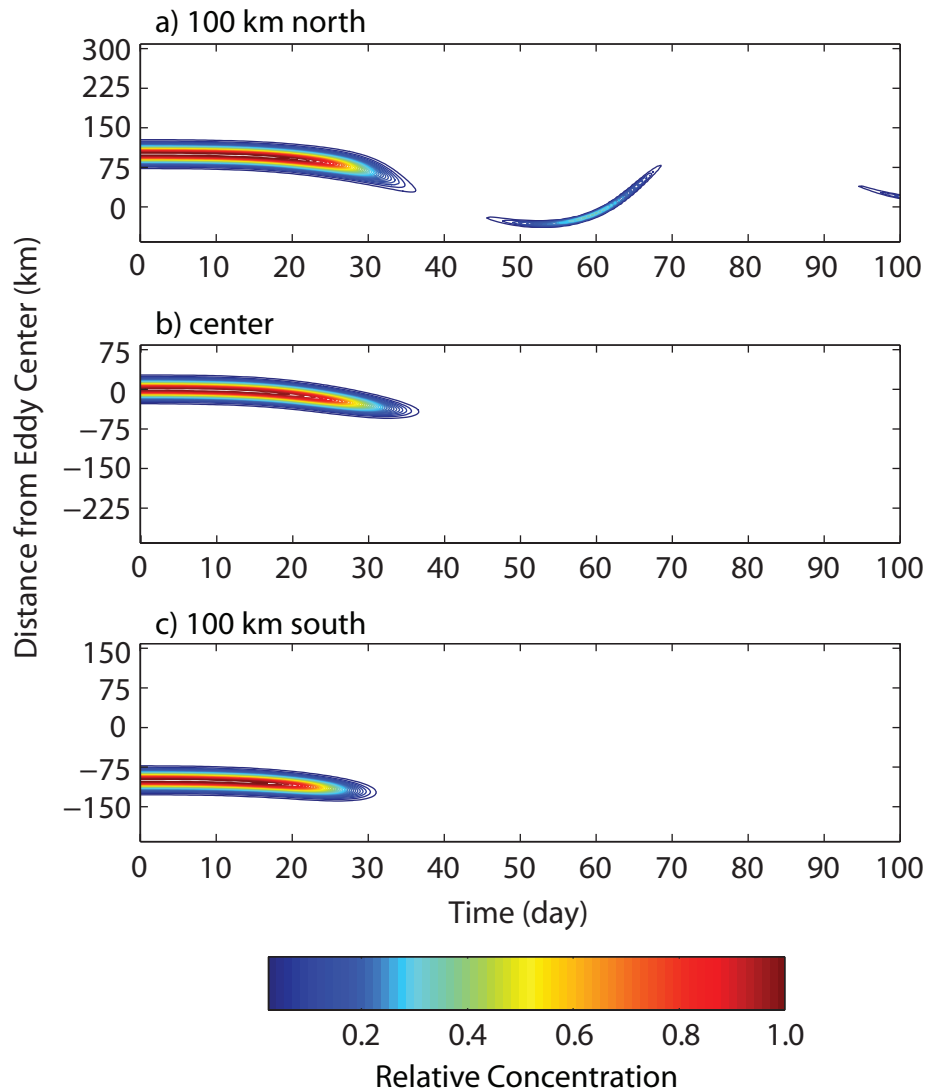 a) 100 km north
300
225
150
75
0
0 10 20 30 40 50 60 70 80 90 100
b) center
75
0
−75
−150
−225
0 10 20 30 40 50 60 70 80 90 100
Distance from Eddy Center (km)
c) 100 km south
150
75
0
−75
−150
0 10 20 30 40 50 60 70 80 90 100
Time (day)
0.2 0.4 0.6 0.8 1.0
Relative Concentration